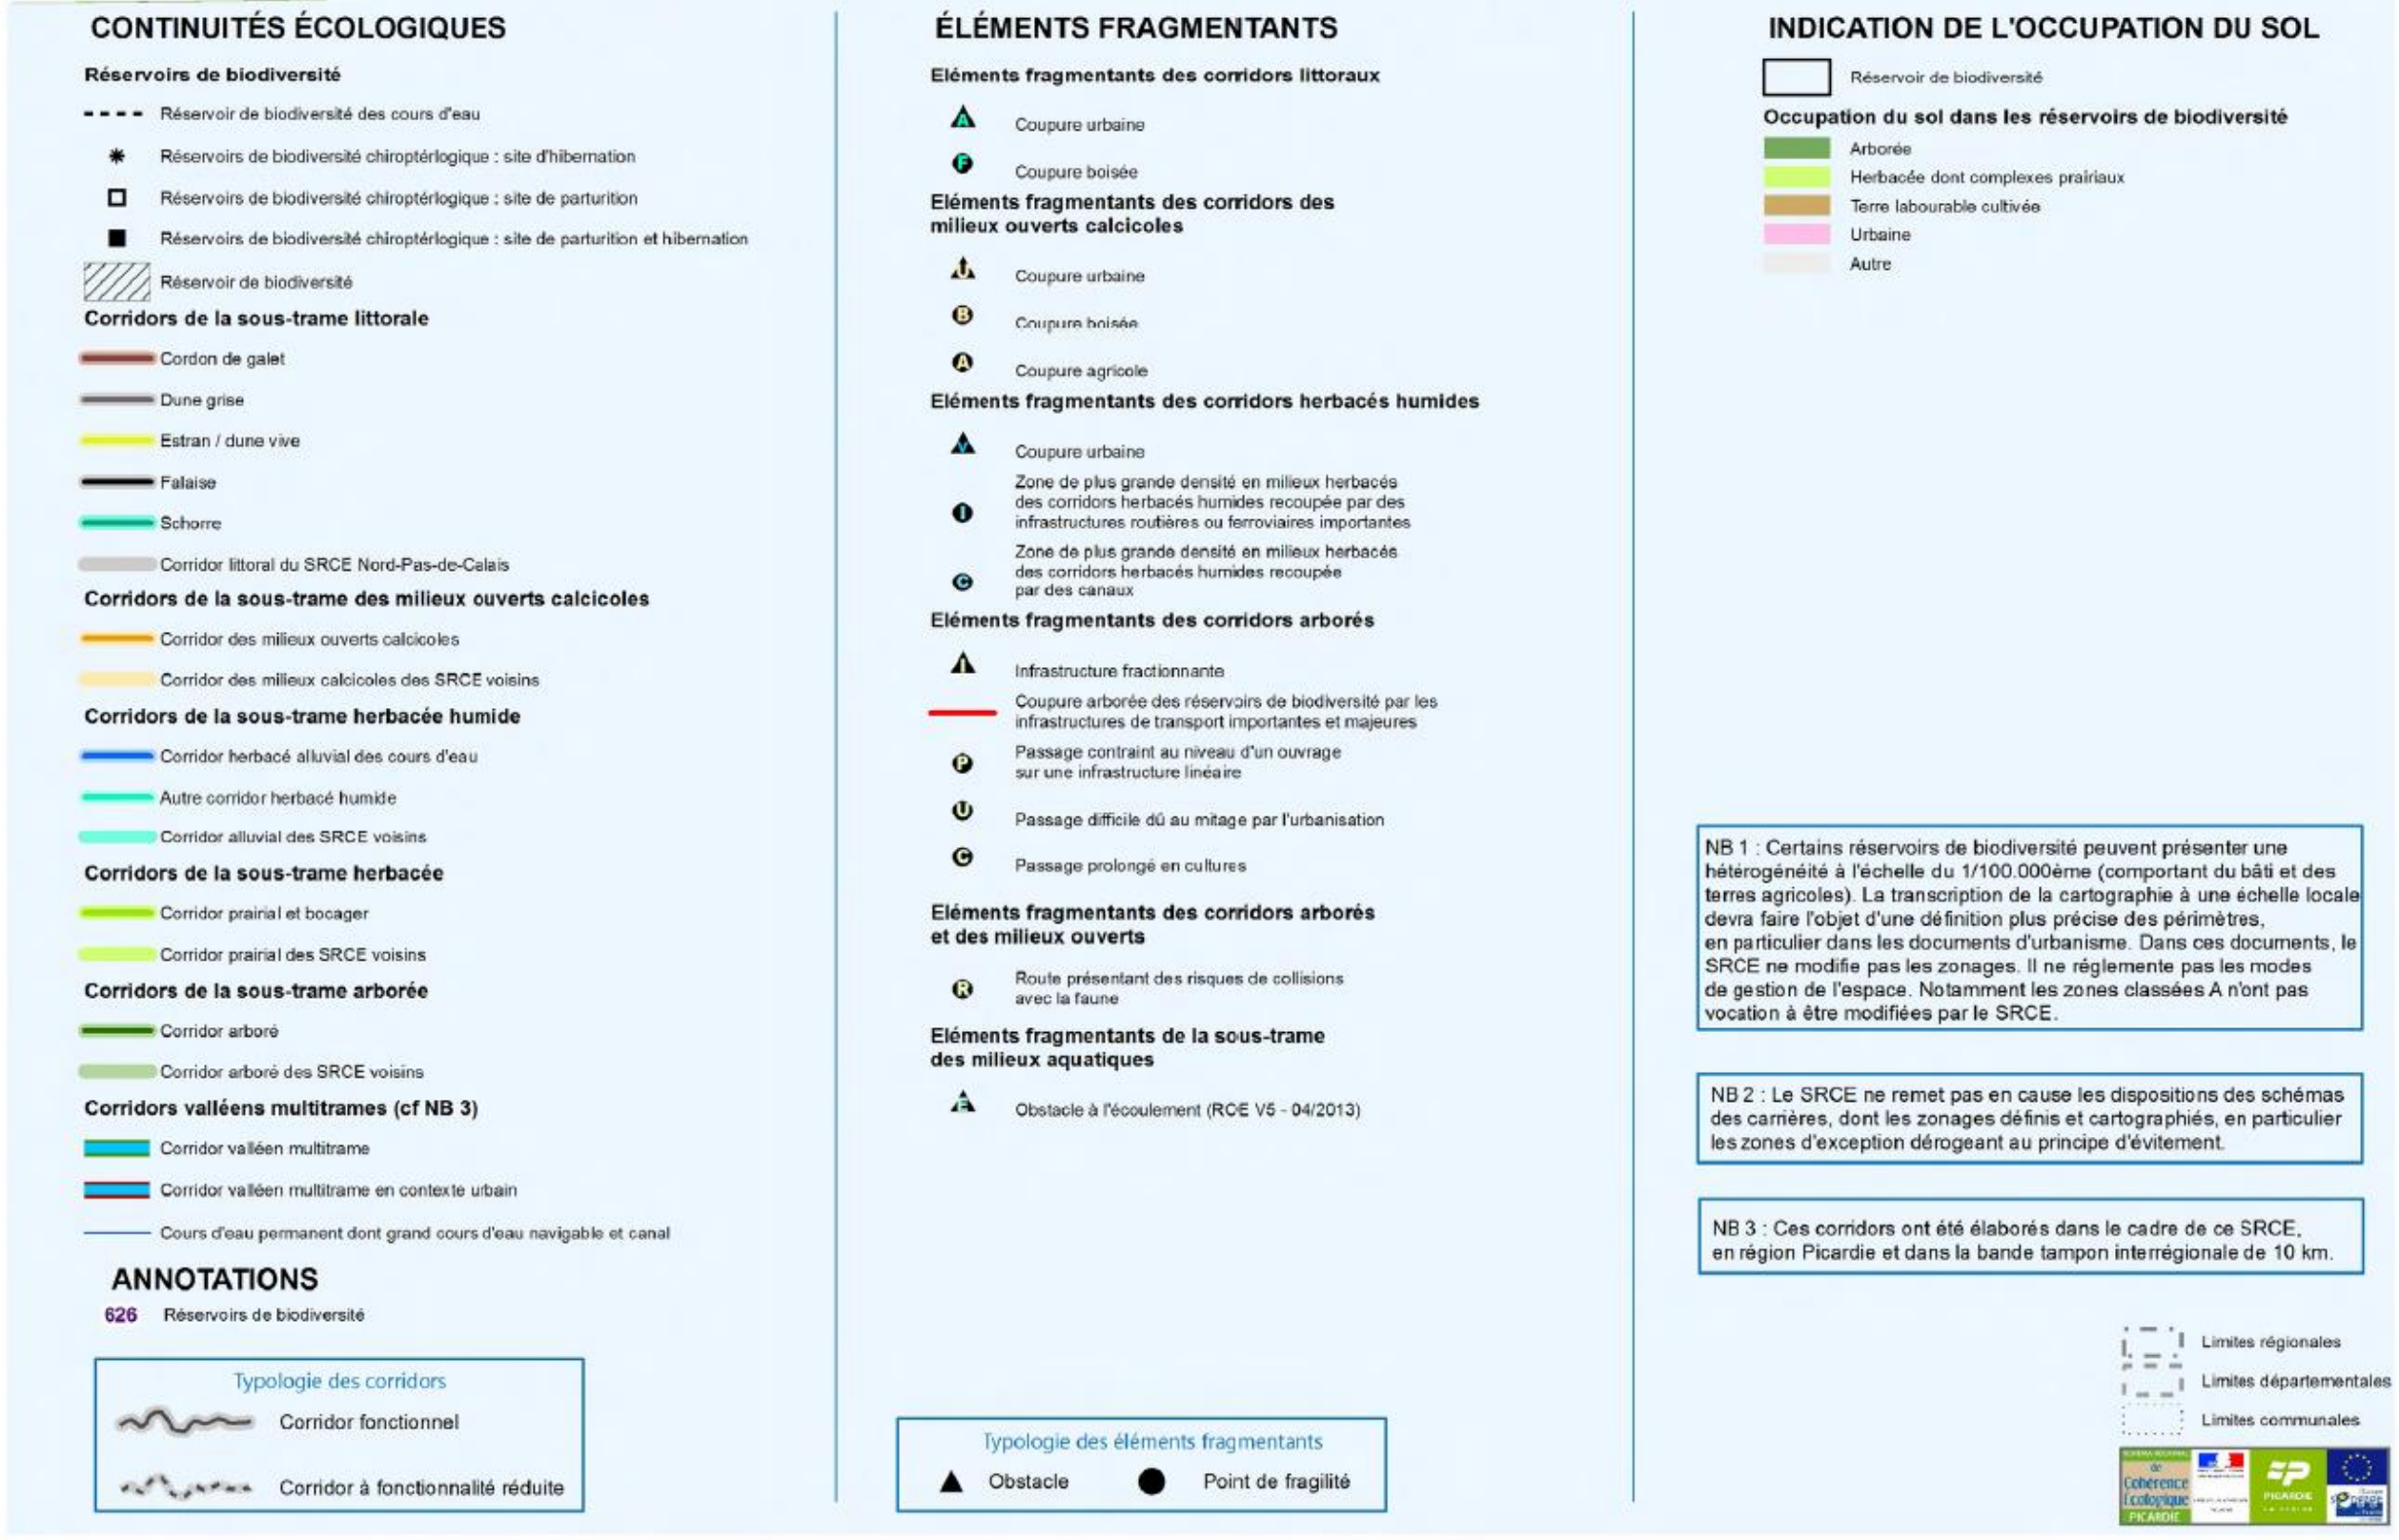 CONTINUITÉS ÉCOLOGIQUES
Réservoirs de biodiversité
Réservoir de biodiversité des cours d'eau
Réservoirs de biodiversité chiroptérlogique : site d'hibernation
Réservoirs de biodiversité chiroptérlogique : site de parturition
Réservoirs de biodiversité chiroptérlogique : site de parturition et hibernation
Réservoir de biodiversité
Corridors de la sous-trame littorale
Cordon de galet
Dune grise
Estran / dune vive
Falaise
Schorre
Corridor littoral du SRCE Nord-Pas-de-Calais
Corridors de la sous-trame des milieux ouverts calcicoles
Corridor des milieux ouverts calcicoles
Corridor des milieux calcicoles des SRCE voisins
Corridors de la sous-trame herbacée humide
Corridor herbacé alluvial des cours d'eau
Autre corridor herbacé humide
Corridor alluvial des SRCE voisins
Corridors de la sous-trame herbacée
Corridor prairial et bocager
Corridor prairial des SRCE voisins
Corridors de la sous-trame arborée
Corridor arboré
Corridor arboré des SRCE voisins
Corridors valléens multitrames (cf NB 3)
Corridor valléen multitrame
Corridor valléen multitrame en contexte urbain
Cours d'eau permanent dont grand cours d'eau navigable et canal
ANNOTATIONS
626 Réservoirs de biodiversité
Typologie des corridors
Corridor fonctionnel
Corridor à fonctionnalité réduite
ÉLÉMENTS FRAGMENTANTS
Eléments fragmentants des corridors littoraux
A Coupure urbaine
F Coupure boisée
Eléments fragmentants des corridors des
milieux ouverts calcicoles
Coupure urbaine
B Coupure boisée
A Coupure agricole
Eléments fragmentants des corridors herbacés humides
V Coupure urbaine
Zone de plus grande densité en milieux herbacés
des corridors herbacés humides recoupée par des
I infrastructures routières ou ferroviaires importantes
Zone de plus grande densité en milieux herbacés
des corridors herbacés humides recoupée
C par des canaux
Eléments fragmentants des corridors arborés
I Infrastructure fractionnante
Coupure arborée des réservoirs de biodiversité par les
infrastructures de transport importantes et majeures
P Passage contraint au niveau d'un ouvrage
sur une infrastructure linéaire
U Passage difficile dû au mitage par l'urbanisation
C Passage prolongé en cultures
Eléments fragmentants des corridors arborés
et des milieux ouverts
R Route présentant des risques de collisions
avec la faune
Eléments fragmentants de la sous-trame
des milieux aquatiques
E Obstacle à l'écoulement (ROE V5 - 04/2013)
Typologie des éléments fragmentants
Obstacle
Point de fragilité
INDICATION DE L'OCCUPATION DU SOL
Réservoir de biodiversité
Occupation du sol dans les réservoirs de biodiversité
Arborée
Herbacée dont complexes prairiaux
Terre labourable cultivée
Urbaine
Autre
NB 1 : Certains réservoirs de biodiversité peuvent présenter une
hétérogénéité à l'échelle du 1/100.000ème (comportant du bâti et des
terres agricoles). La transcription de la cartographie à une échelle locale
devra faire l'objet d'une définition plus précise des périmètres,
en particulier dans les documents d'urbanisme. Dans ces documents, le
SRCE ne modifie pas les zonages. Il ne réglemente pas les modes
de gestion de l'espace. Notamment les zones classées A n'ont pas
vocation à être modifiées par le SRCE.
NB 2 : Le SRCE ne remet pas en cause les dispositions des schémas
des carrières, dont les zonages définis et cartographiés, en particulier
les zones d'exception dérogeant au principe d'évitement.
NB 3 : Ces corridors ont été élaborés dans le cadre de ce SRCE,
en région Picardie et dans la bande tampon interrégionale de 10 km.
Limites régionales
Limites départementales
Limites communales
SCHÉMA RÉGIONAL
de
Cohérence
Ecologique
PICARDIE
PICARDIE